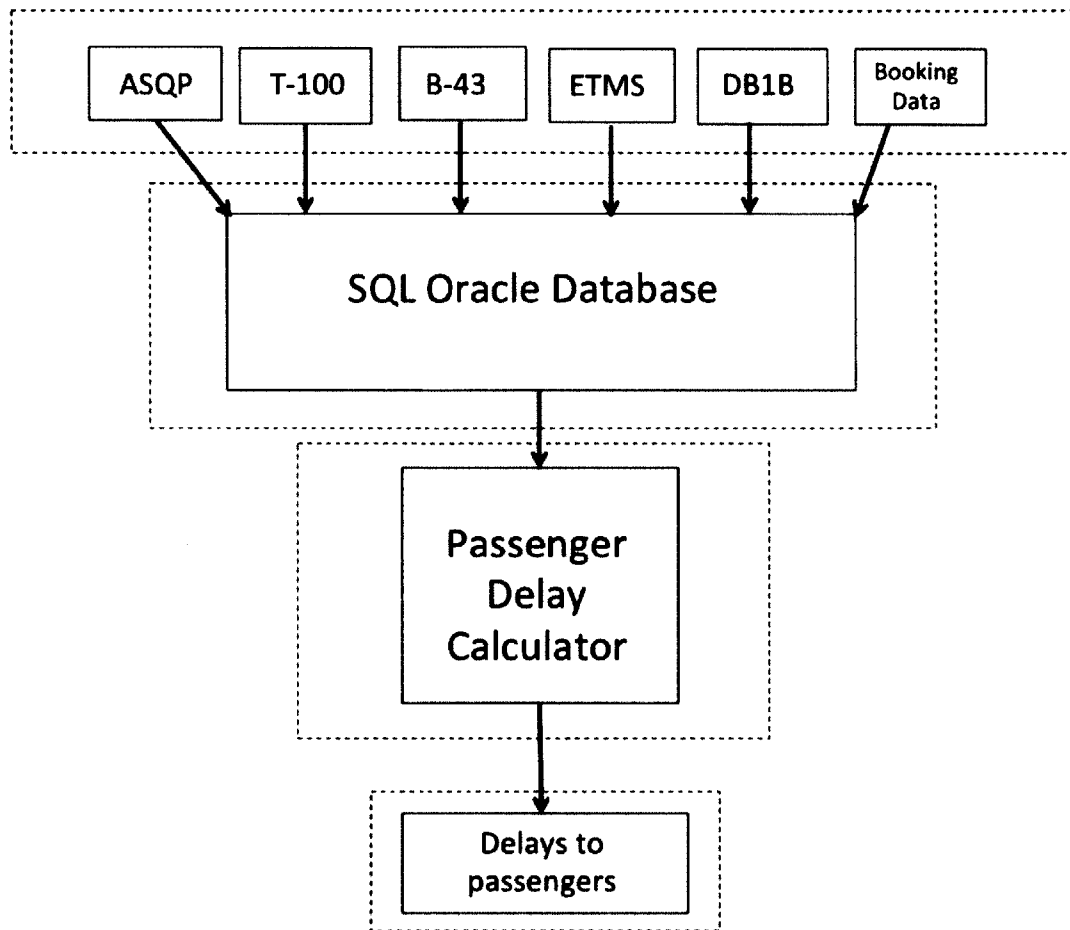 ASQP
T-100
B-43
ETMS
DB1B
Booking
Data
SQL Oracle Database
Passenger
Delay
Calculator
Delays to
passengers